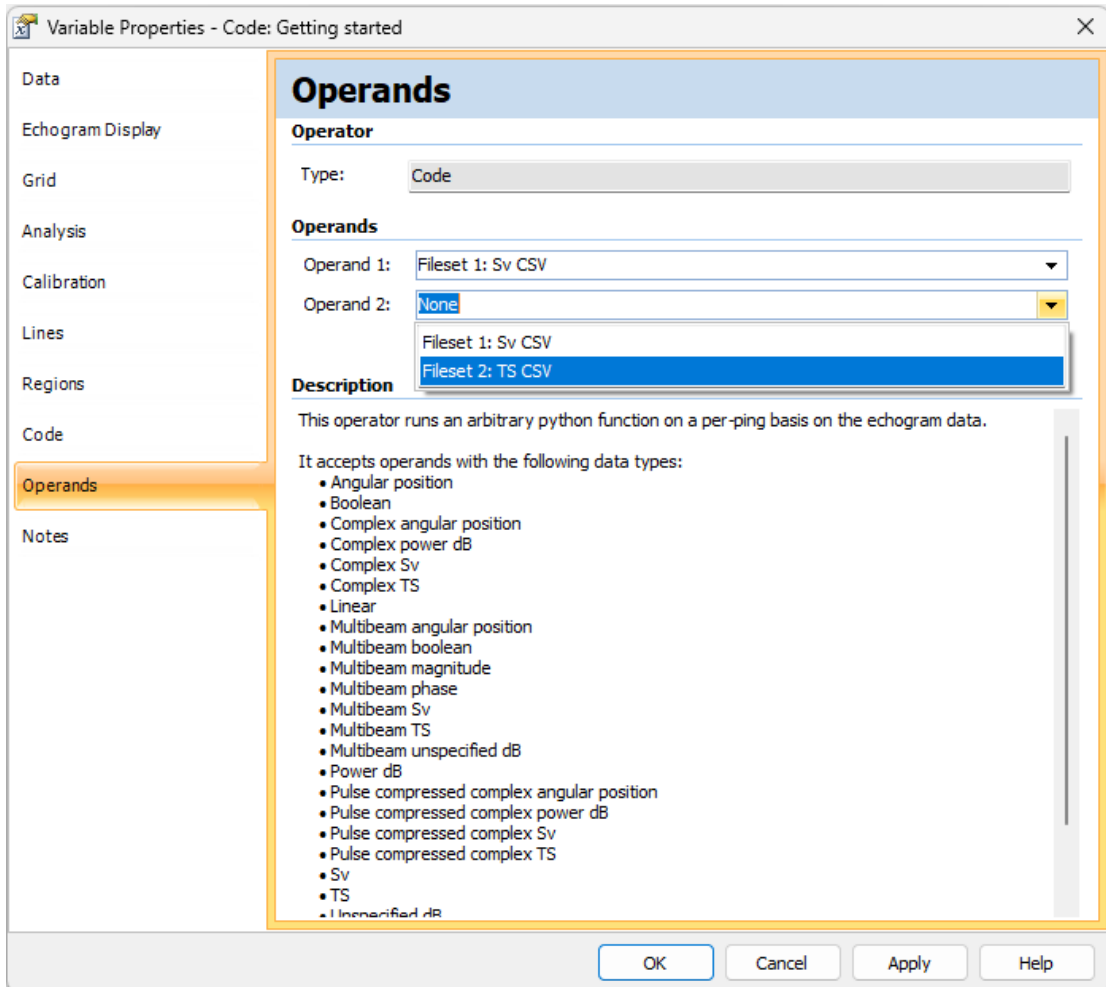 Variable Properties - Code: Getting started
Data
Echogram Display
Grid
Analysis
Calibration
Lines
Regions
Code
Operands
Notes
Operands
Operator
Type: Code
Operands
Operand 1: Fileset 1: Sv CSV
Operand 2: None
Fileset 1: Sv CSV
Fileset 2: TS CSV
Description
This operator runs an arbitrary python function on a per-ping basis on the echogram data.
It accepts operands with the following data types:
• Angular position
• Boolean
• Complex angular position
• Complex power dB
• Complex Sv
• Complex TS
• Linear
• Multibeam angular position
• Multibeam boolean
• Multibeam magnitude
• Multibeam phase
• Multibeam Sv
• Multibeam TS
• Multibeam unspecified dB
• Power dB
• Pulse compressed complex angular position
• Pulse compressed complex power dB
• Pulse compressed complex Sv
• Pulse compressed complex TS
• Sv
• TS
• Unspecified dB
OK Cancel Apply Help